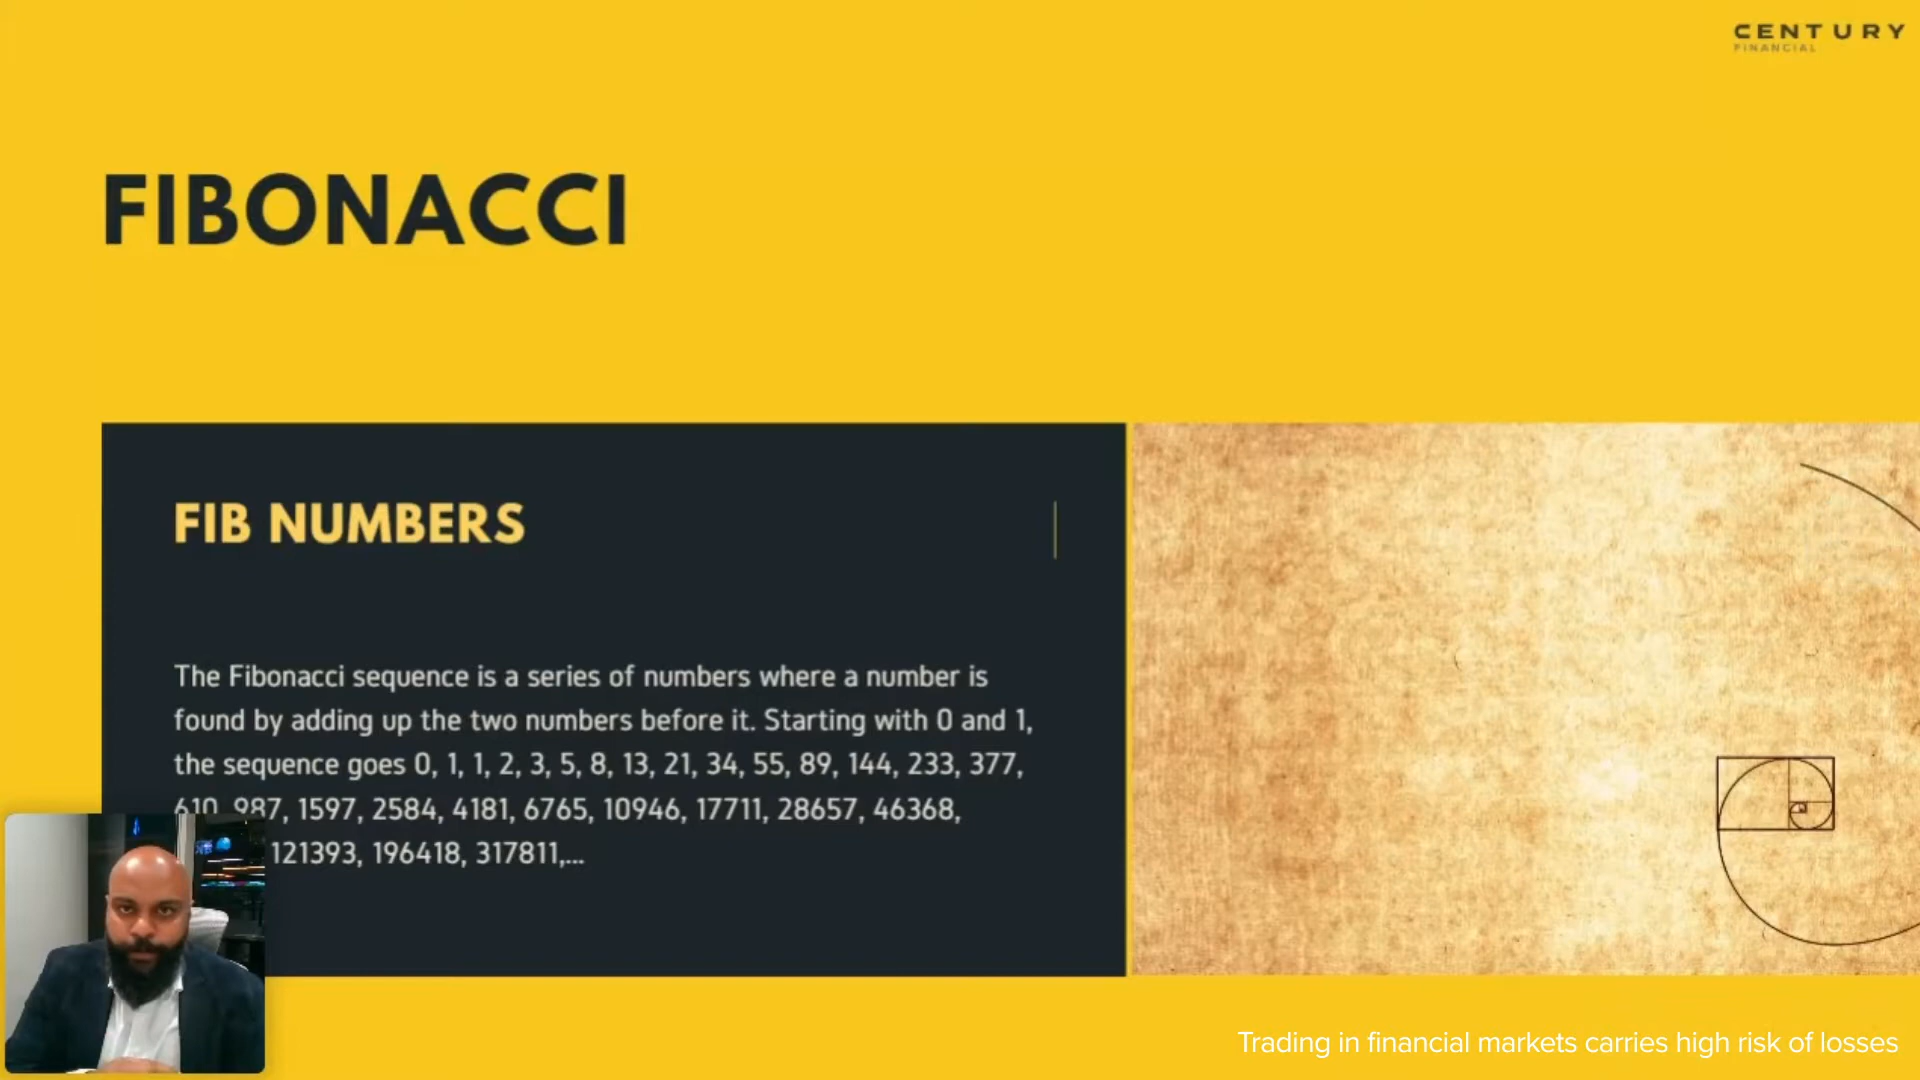 CENTURY
FINANCIAL
FIBONACCI
FIB NUMBERS
The Fibonacci sequence is a series of numbers where a number is
found by adding up the two numbers before it. Starting with 0 and 1,
the sequence goes 0, 1, 1, 2, 3, 5, 8, 13, 21, 34, 55, 89, 144, 233, 377,
610, 987, 1597, 2584, 4181, 6765, 10946, 17711, 28657, 46368,
121393, 196418, 317811,...
Trading in financial markets carries high risk of losses